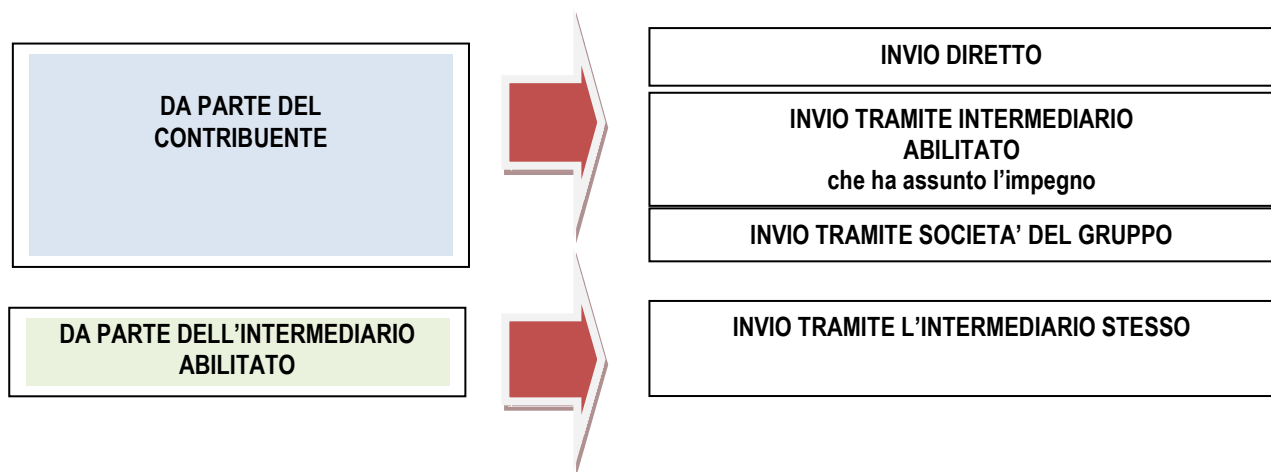 DA PARTE DEL
CONTRIBUENTE
INVIO DIRETTO
INVIO TRAMITE INTERMEDIARIO
ABILITATO
che ha assunto l’impegno
INVIO TRAMITE SOCIETA’ DEL GRUPPO
DA PARTE DELL’INTERMEDIARIO
ABILITATO
INVIO TRAMITE L’INTERMEDIARIO STESSO